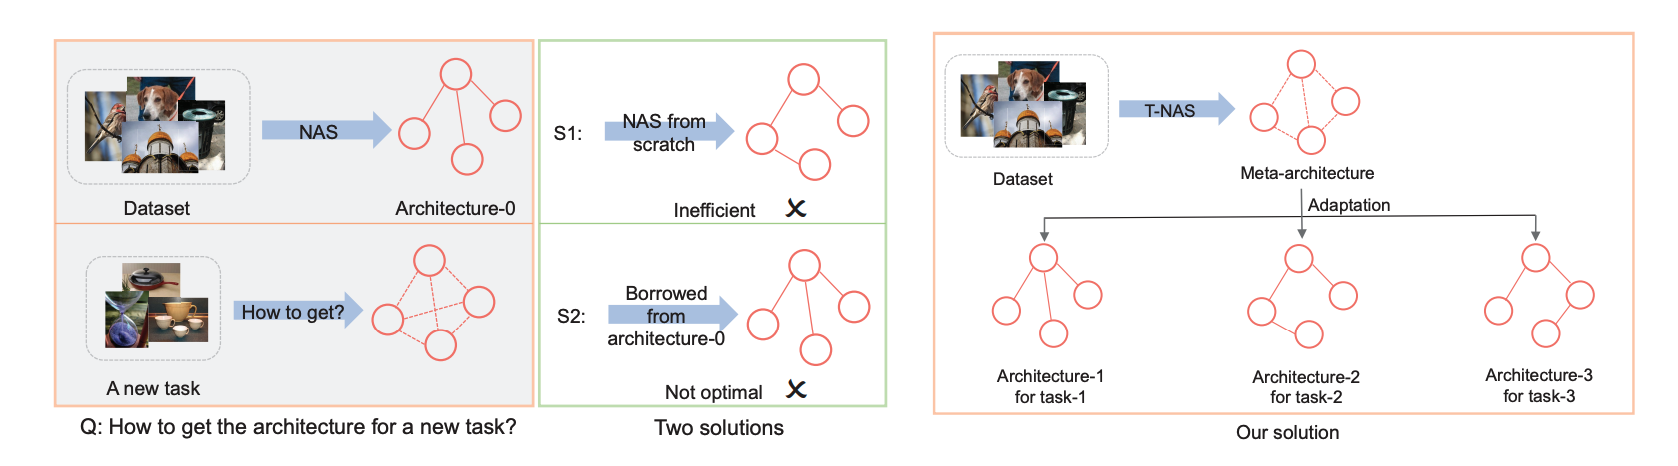 NAS
Dataset
Architecture-0
How to get?
A new task
Q: How to get the architecture for a new task?
S1:
NAS from
scratch
Inefficient
S2:
Borrowed
from
architecture-0
Not optimal
Two solutions
T-NAS
Dataset
Meta-architecture
Adaptation
Architecture-1
for task-1
Architecture-2
for task-2
Architecture-3
for task-3
Our solution